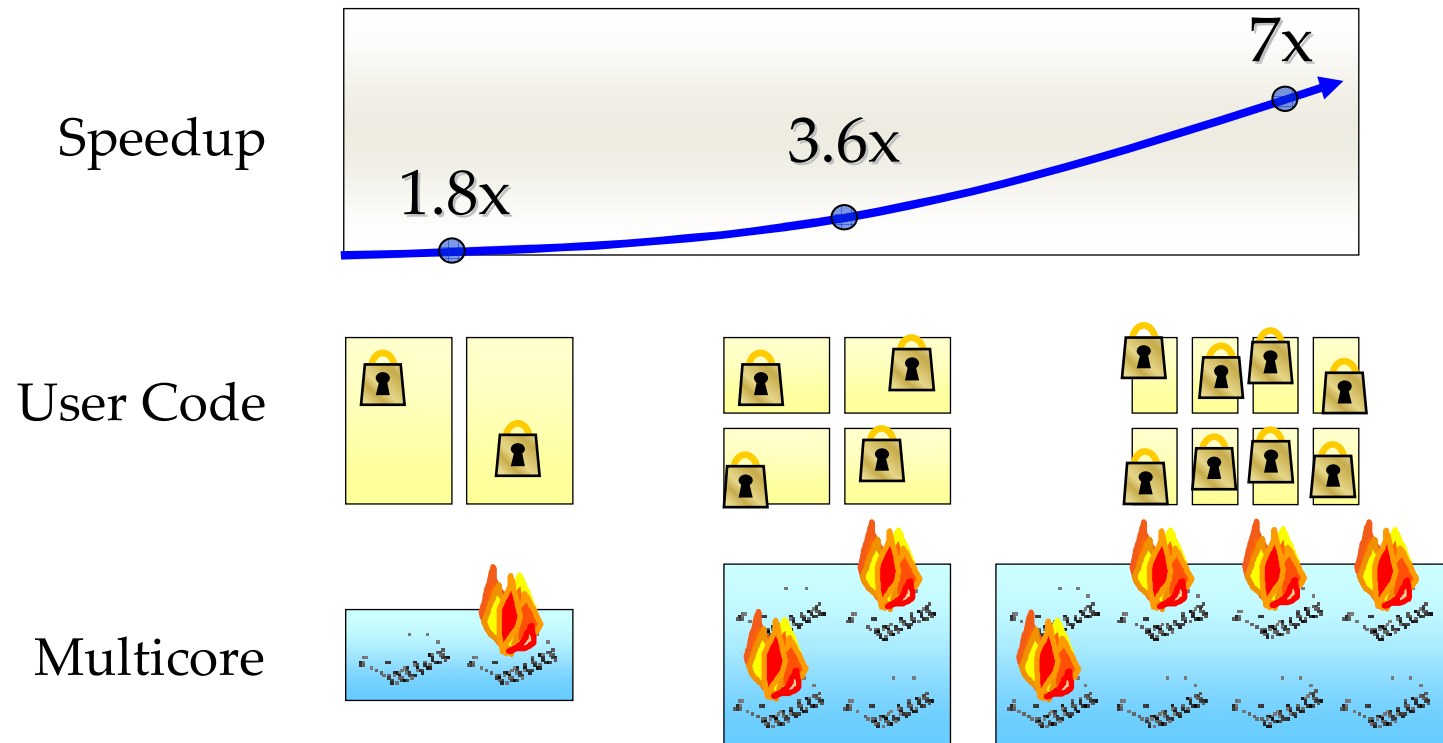 7x
Speedup
3.6x
1.8x
User Code
Multicore